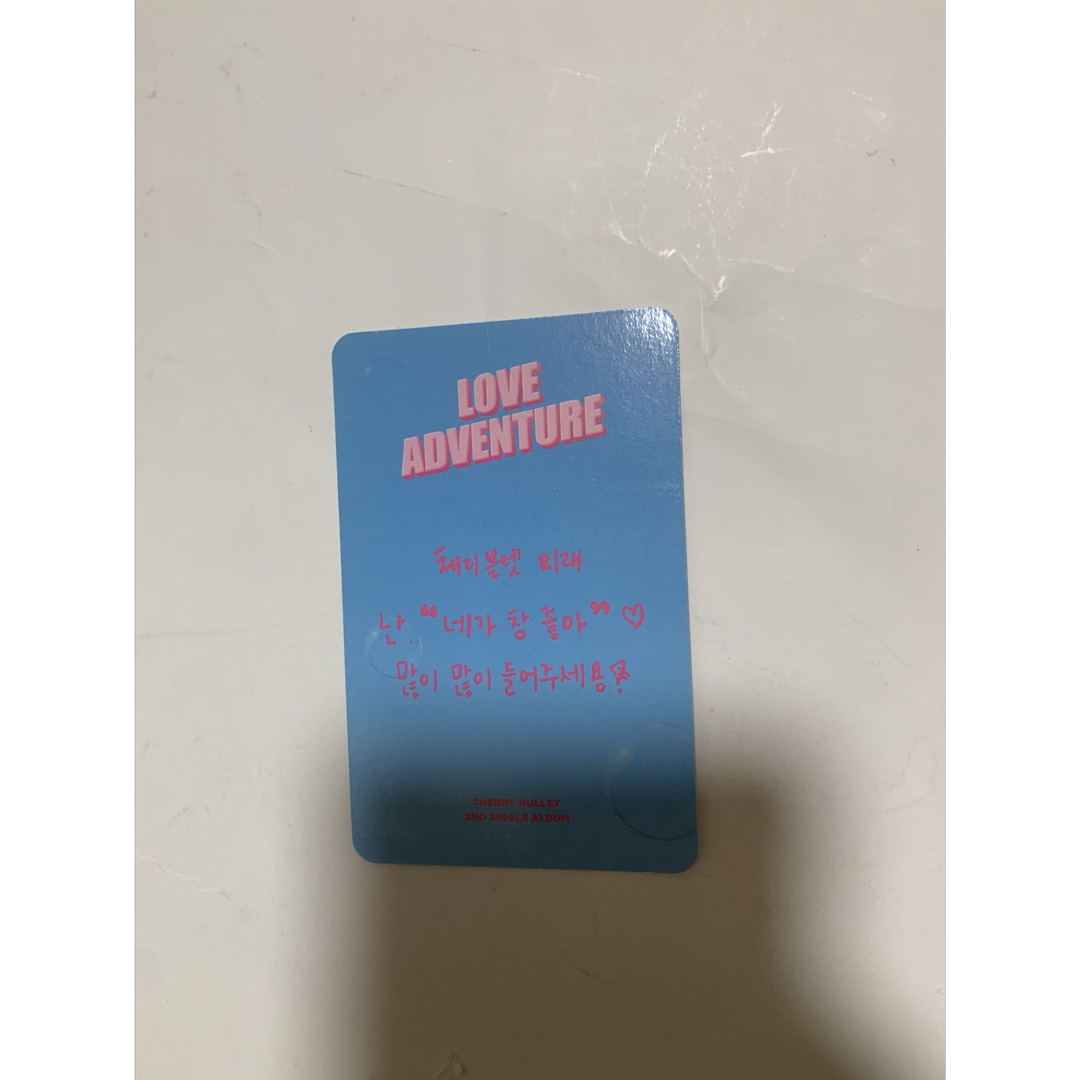 LOVE
ADVENTURE
체리블렛 미래
난.. "네가 참 좋아" ♡
많이 많이 들어주세용
CHERRY BULLET
2ND SINGLE ALBUM